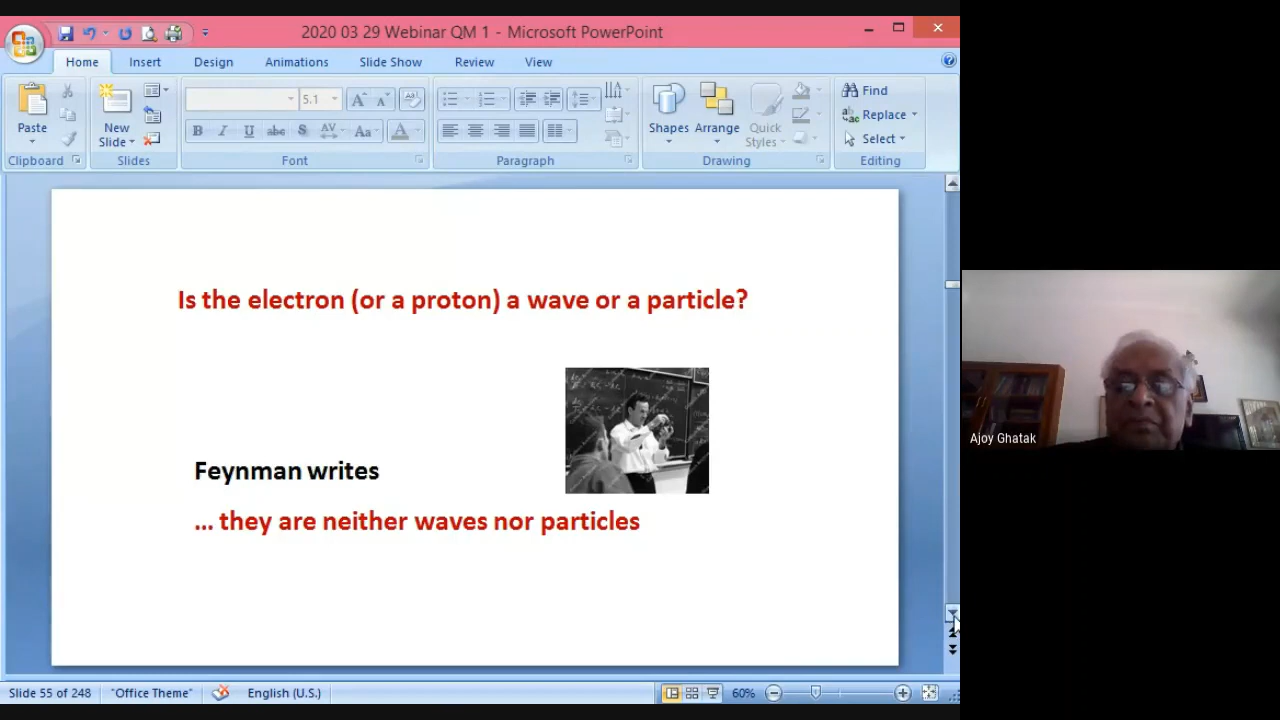 2020 03 29 Webinar QM 1 - Microsoft PowerPoint
Home Insert Design Animations Slide Show Review View
Paste
New Slide
5.1
B I U abc S AV Aa A
Shapes Arrange Quick Styles
Find
Replace
Select
Clipboard Slides Font Paragraph Drawing Editing
Is the electron (or a proton) a wave or a particle?
Feynman writes
... they are neither waves nor particles
Ajoy Ghatak
Slide 55 of 248 "Office Theme" English (U.S.) 60%